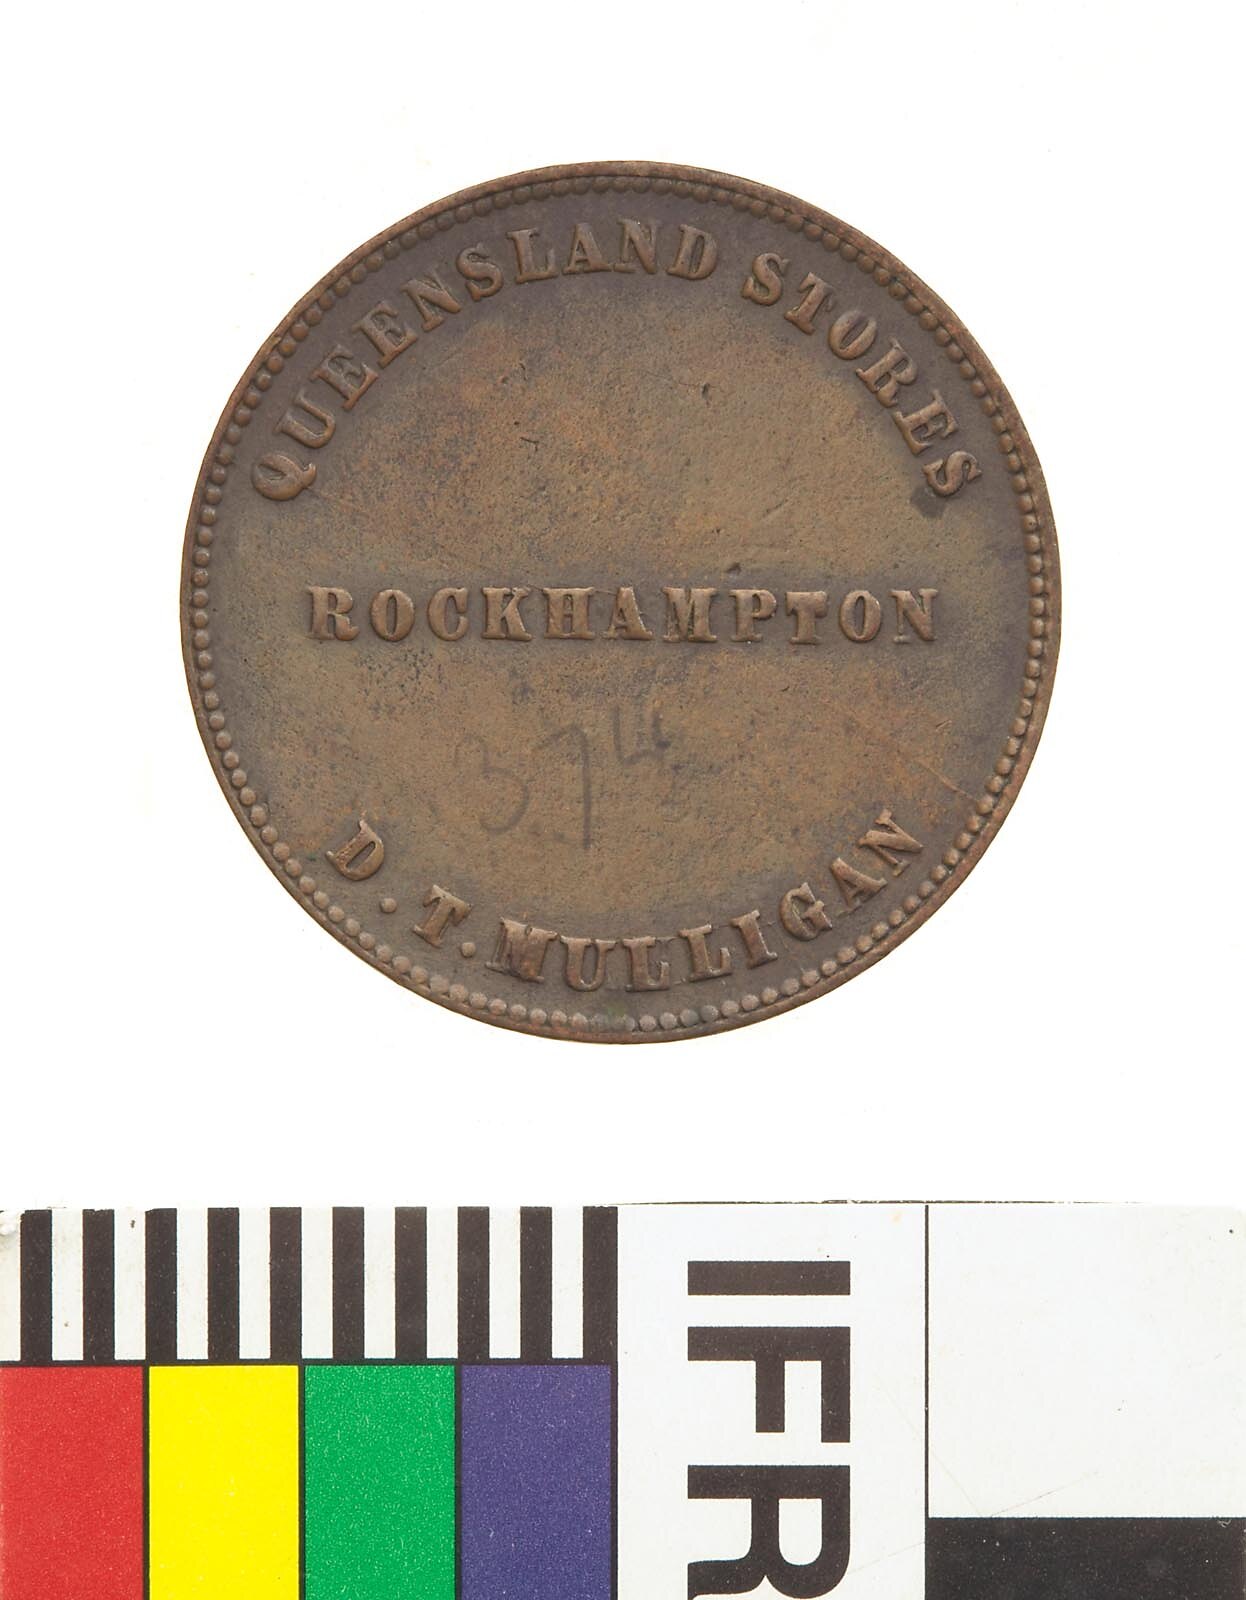 QUEENSLAND STORES
ROCKHAMPTON
374
D. T. MULLIGAN
IFR